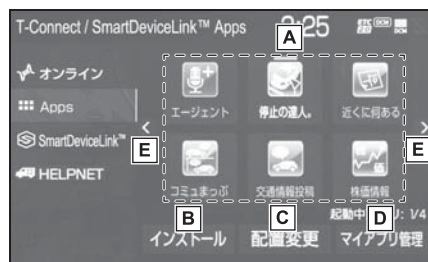 T-Connect / SmartDeviceLink™ Apps
2:25
A
オンライン
Apps
SmartDeviceLink™
HELPNET
エージェント
停止の達人。
近くに何ある
E
E
コミュまっぷ
交通情報投稿
株価情報
B
C
D
: 1/4
インストール
配置変更
マイアプリ管理